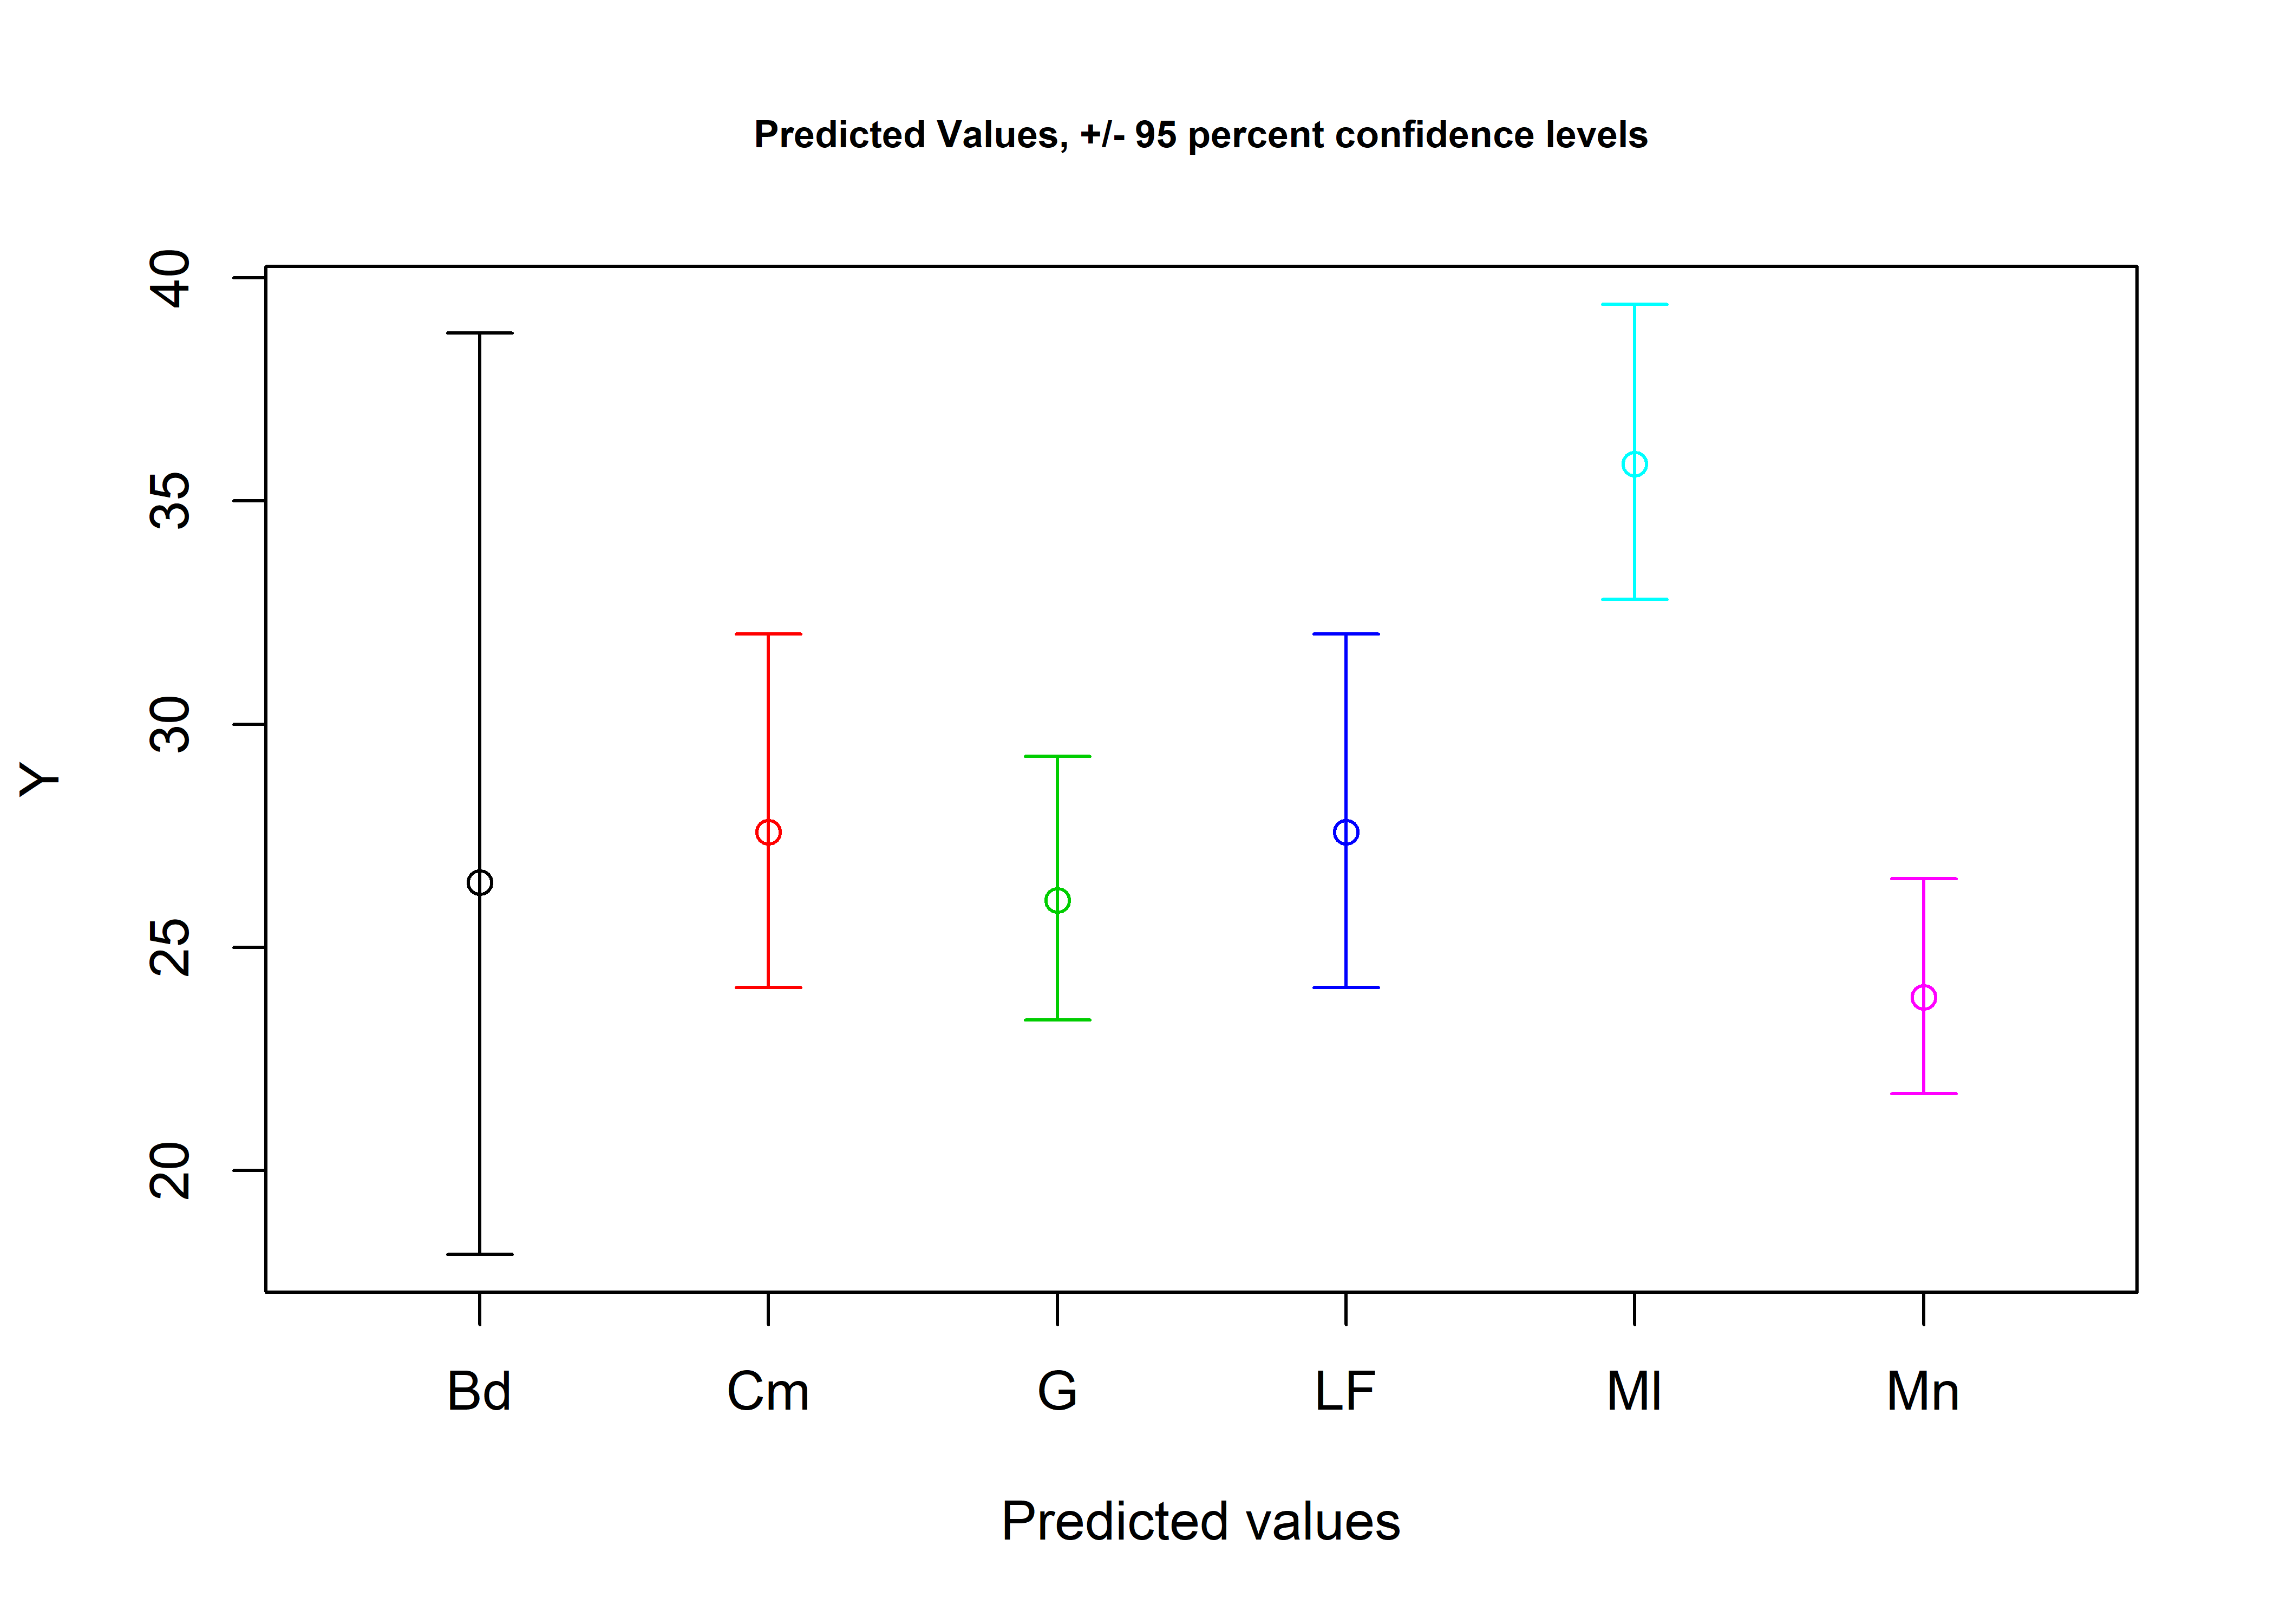 Predicted Values, +/- 95 percent confidence levels
40
35
30
25
20
Y
Bd Cm G LF Ml Mn
Predicted values